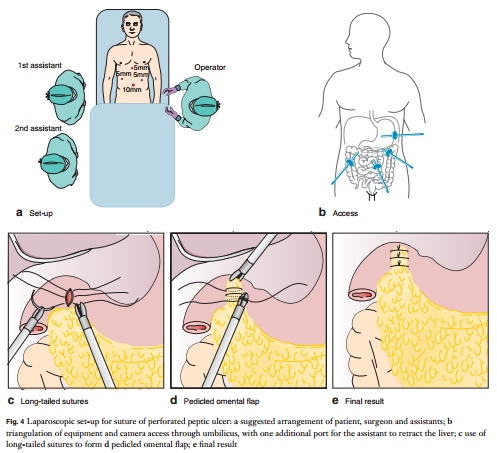 1st assistant
Operator
5mm
5mm
5mm
10mm
2nd assistant
a Set-up
b Access
c Long-tailed sutures
d Pedicled omental flap
e Final result
Fig. 4 Laparoscopic set-up for suture of perforated peptic ulcer: a suggested arrangement of patient, surgeon and assistants; b
triangulation of equipment and camera access through umbilicus, with one additional port for the assistant to retract the liver; c use of
long-tailed sutures to form d pedicled omental flap; e final result